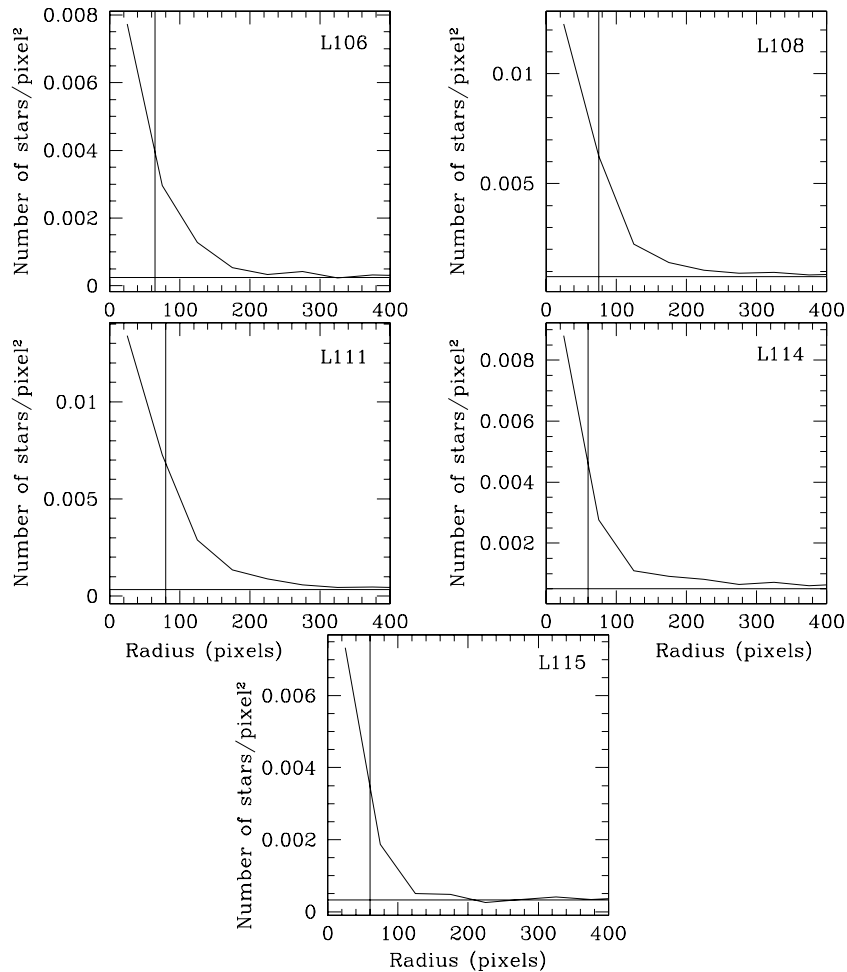 L106
Number of stars/pixel²
0.008
0.006
0.004
0.002
0
0 100 200 300 400
L108
Number of stars/pixel²
0.01
0.005
0 100 200 300 400
L111
Number of stars/pixel²
0.01
0.005
0
0 100 200 300 400
Radius (pixels)
L114
Number of stars/pixel²
0.008
0.006
0.004
0.002
0 100 200 300 400
Radius (pixels)
L115
Number of stars/pixel²
0.006
0.004
0.002
0
0 100 200 300 400
Radius (pixels)